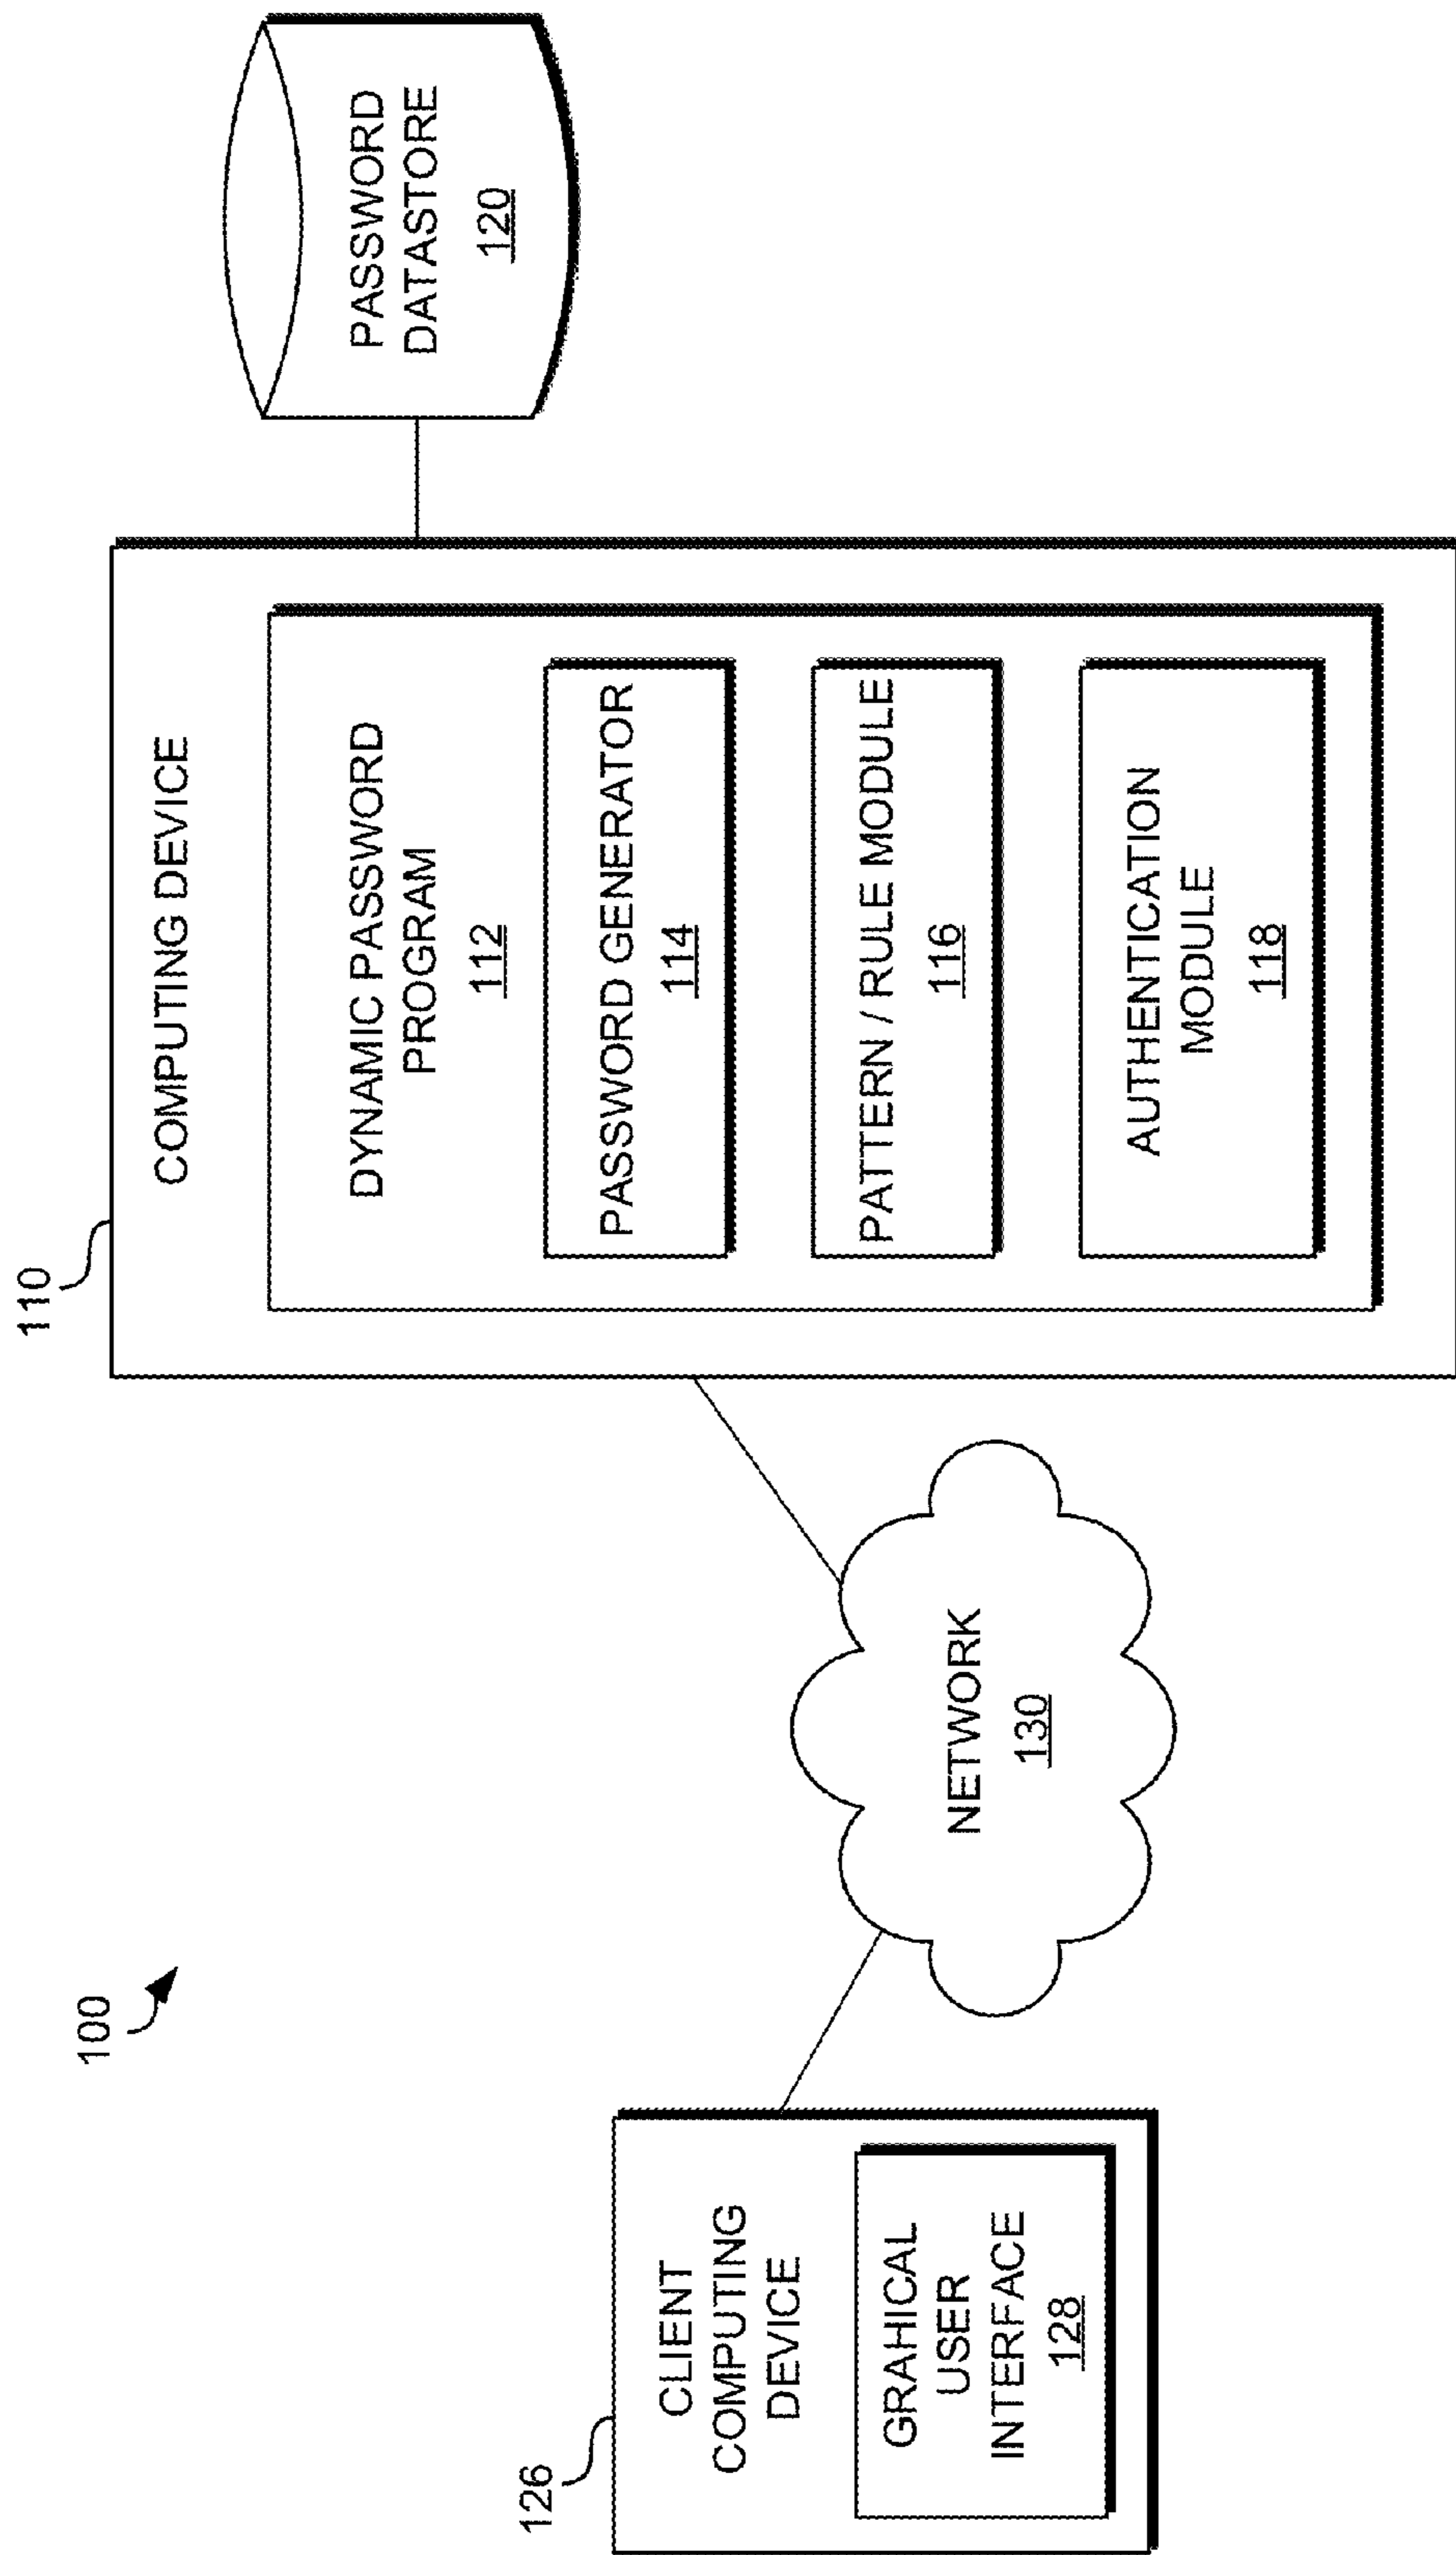 100
126
CLIENT
COMPUTING
DEVICE
GRAHICAL
USER
INTERFACE
128
NETWORK
130
110
COMPUTING DEVICE
DYNAMIC PASSWORD
PROGRAM
112
PASSWORD GENERATOR
114
PATTERN / RULE MODULE
116
AUTHENTICATION
MODULE
118
PASSWORD
DATASTORE
120